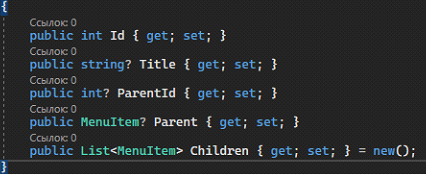 {
Ссылок: 0
public int Id { get; set; }
Ссылок: 0
public string? Title { get; set; }
Ссылок: 0
public int? ParentId { get; set; }
Ссылок: 0
public MenuItem? Parent { get; set; }
Ссылок: 0
public List<MenuItem> Children { get; set; } = new();
}